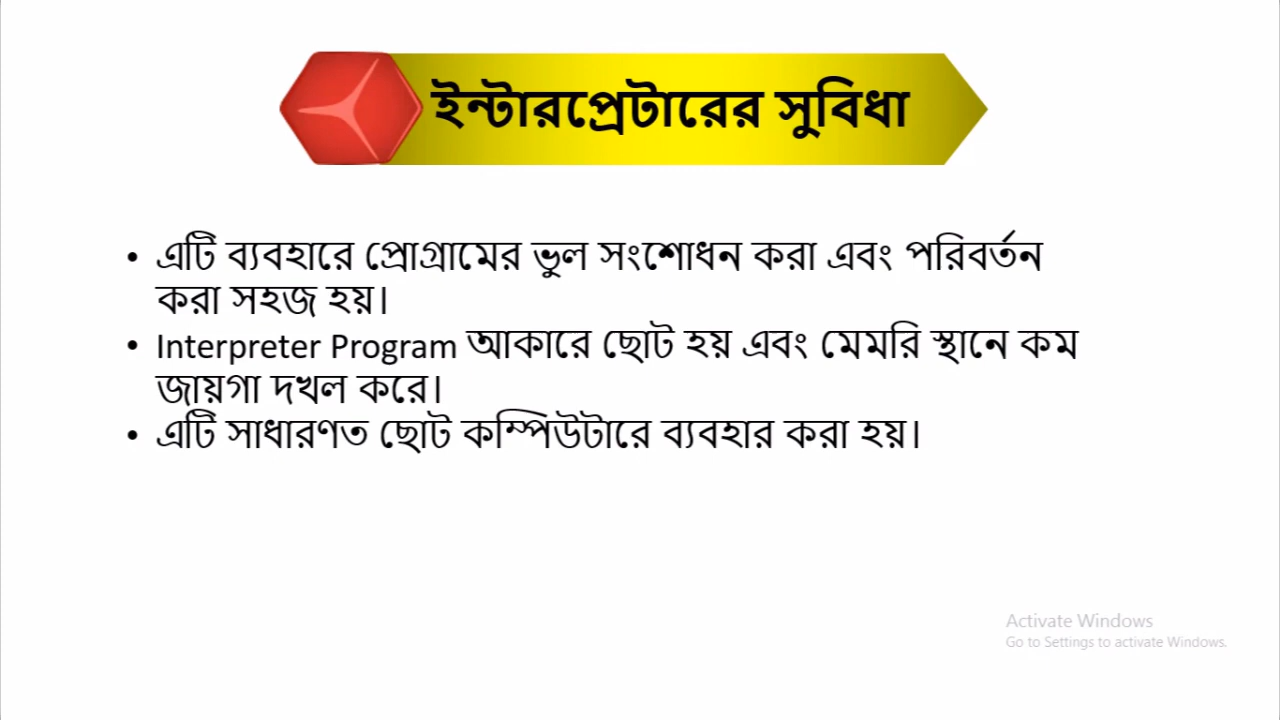 ইন্টারপ্রেটারের সুবিধা
• এটি ব্যবহারে প্রোগ্রামের ভুল সংশোধন করা এবং পরিবর্তন
করা সহজ হয়।
• Interpreter Program আকারে ছোট হয় এবং মেমরি স্থানে কম
জায়গা দখল করে।
• এটি সাধারণত ছোট কম্পিউটারে ব্যবহার করা হয়।
Activate Windows
Go to Settings to activate Windows.